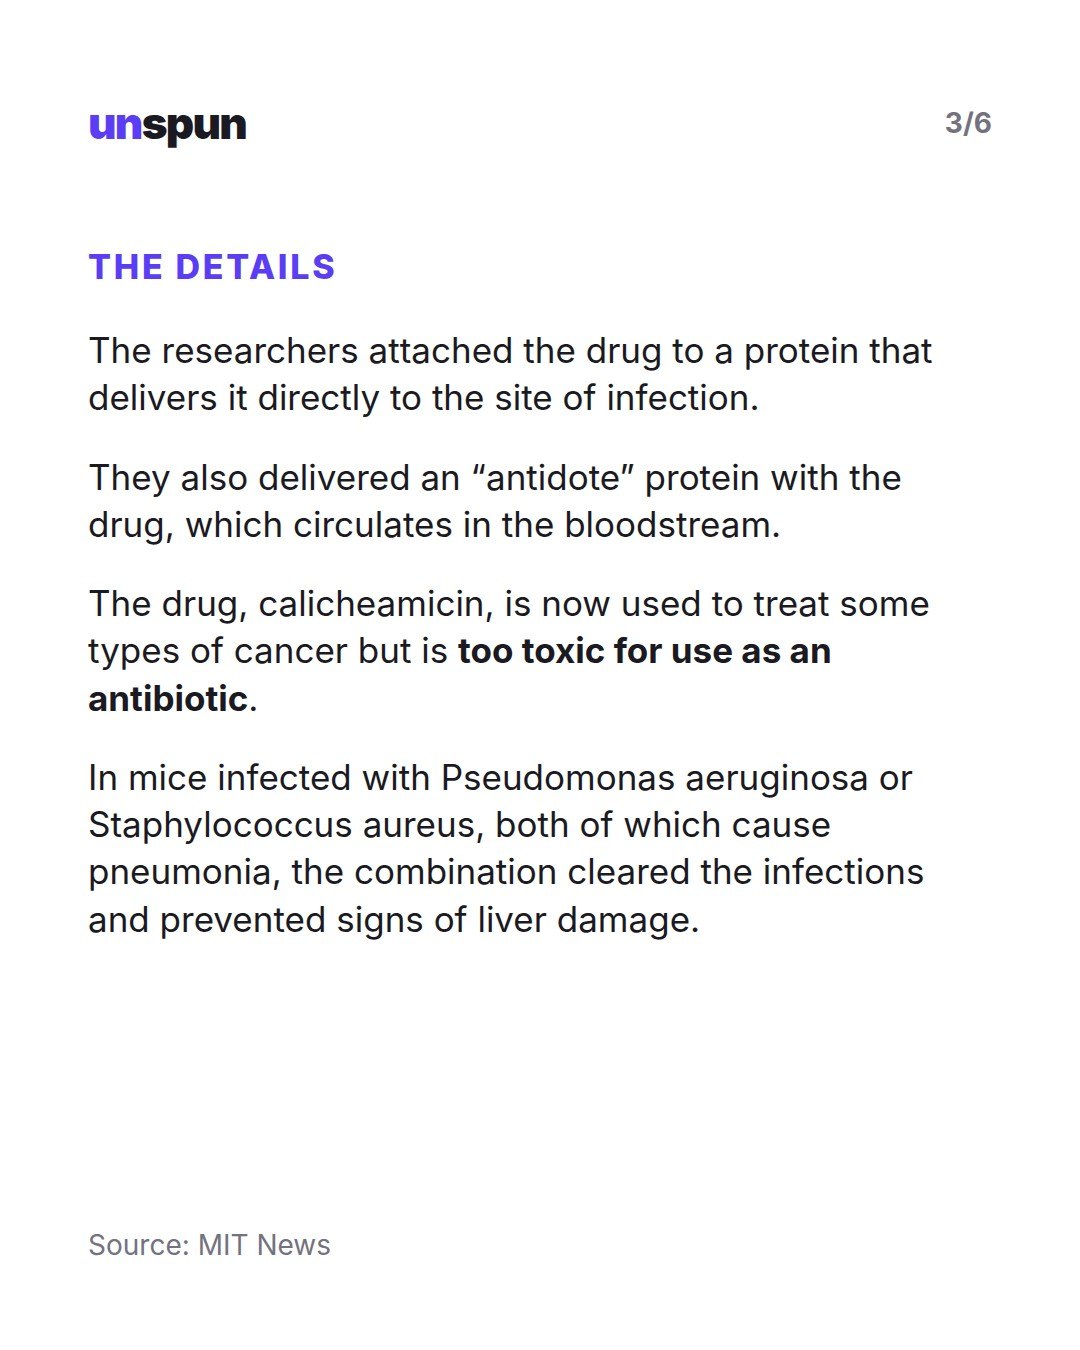 unspun
3/6
THE DETAILS
The researchers attached the drug to a protein that
delivers it directly to the site of infection.
They also delivered an “antidote” protein with the
drug, which circulates in the bloodstream.
The drug, calicheamicin, is now used to treat some
types of cancer but is too toxic for use as an
antibiotic.
In mice infected with Pseudomonas aeruginosa or
Staphylococcus aureus, both of which cause
pneumonia, the combination cleared the infections
and prevented signs of liver damage.
Source: MIT News